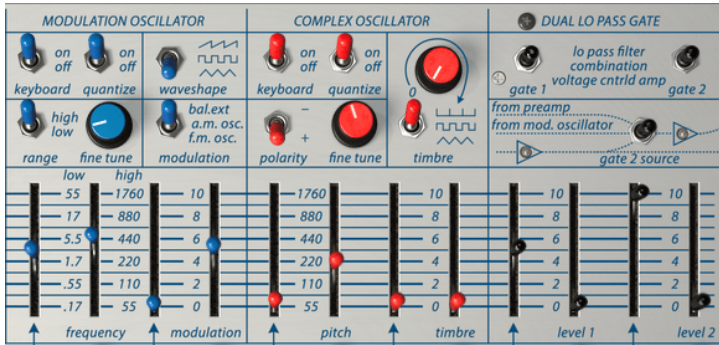 MODULATION OSCILLATOR
on
off
on
off
keyboard
quantize
waveshape
high
low
bal.ext
a.m. osc.
f.m. osc.
range
fine tune
modulation
low
high
55
1760
10
17
880
8
5.5
440
6
1.7
220
4
.55
110
2
.17
55
0
frequency
modulation
COMPLEX OSCILLATOR
on
off
on
off
keyboard
quantize
0
−
+
polarity
fine tune
timbre
1760
10
880
8
440
6
220
4
110
2
55
0
pitch
timbre
DUAL LO PASS GATE
lo pass filter
combination
voltage cntrld amp
gate 1
gate 2
from preamp
from mod. oscillator
gate 2 source
10
10
8
8
6
6
4
4
2
2
0
0
level 1
level 2